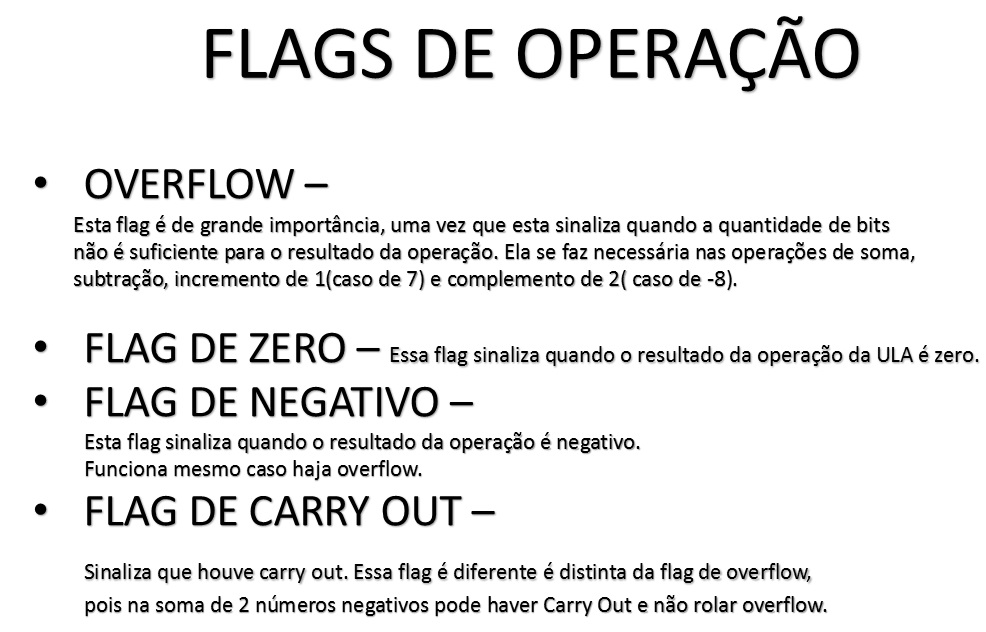 FLAGS DE OPERAÇÃO
• OVERFLOW –
Esta flag é de grande importância, uma vez que esta sinaliza quando a quantidade de bits
não é suficiente para o resultado da operação. Ela se faz necessária nas operações de soma,
subtração, incremento de 1(caso de 7) e complemento de 2( caso de -8).
• FLAG DE ZERO – Essa flag sinaliza quando o resultado da operação da ULA é zero.
• FLAG DE NEGATIVO –
Esta flag sinaliza quando o resultado da operação é negativo.
Funciona mesmo caso haja overflow.
• FLAG DE CARRY OUT –
Sinaliza que houve carry out. Essa flag é diferente é distinta da flag de overflow,
pois na soma de 2 números negativos pode haver Carry Out e não rolar overflow.